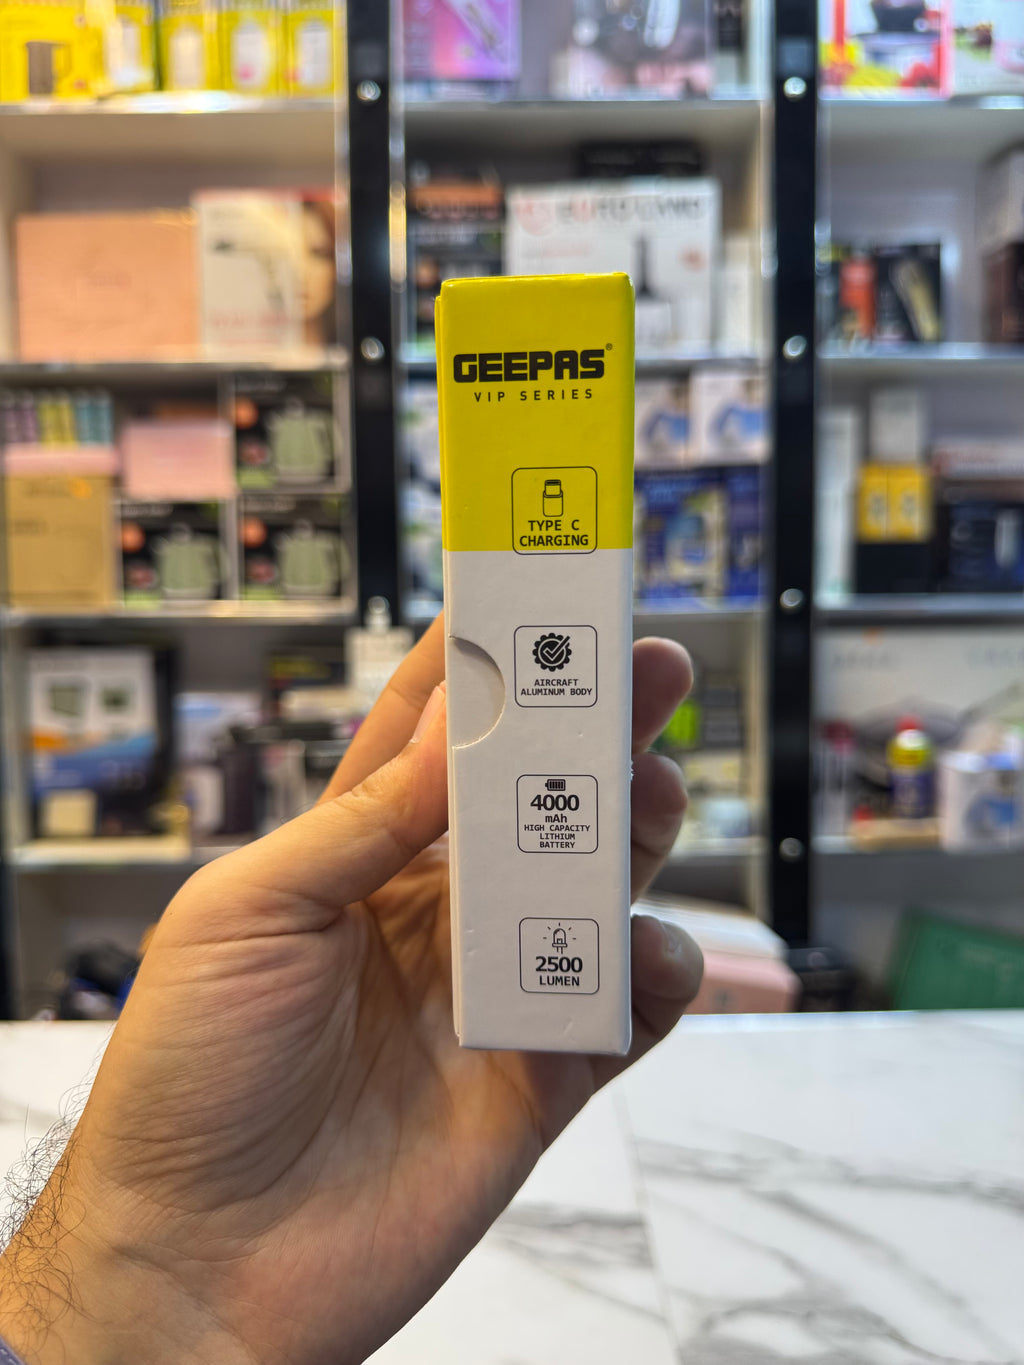 GEEPAS®
VIP SERIES
TYPE C
CHARGING
AIRCRAFT
ALUMINUM BODY
4000
mAh
HIGH CAPACITY
LITHIUM
BATTERY
2500
LUMEN